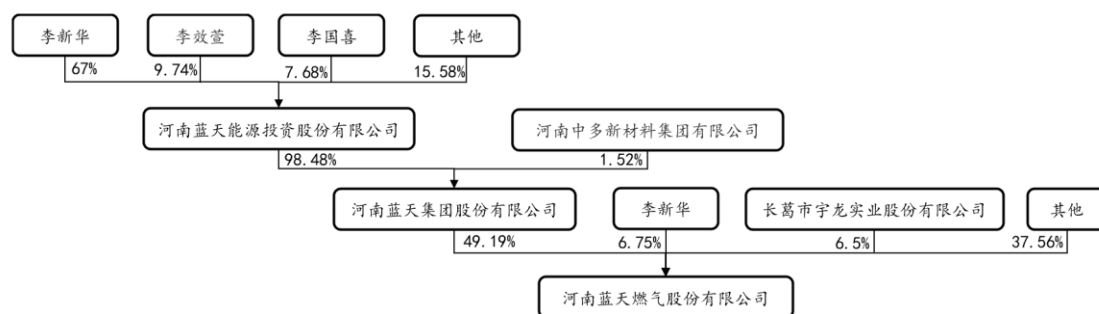 李新华 李效萱 李国喜 其他
67% 9.74% 7.68% 15.58%
河南蓝天能源投资股份有限公司 河南中多新材料集团有限公司
98.48% 1.52%
河南蓝天集团股份有限公司 李新华 长葛市宇龙实业股份有限公司 其他
49.19% 6.75% 6.5% 37.56%
河南蓝天燃气股份有限公司